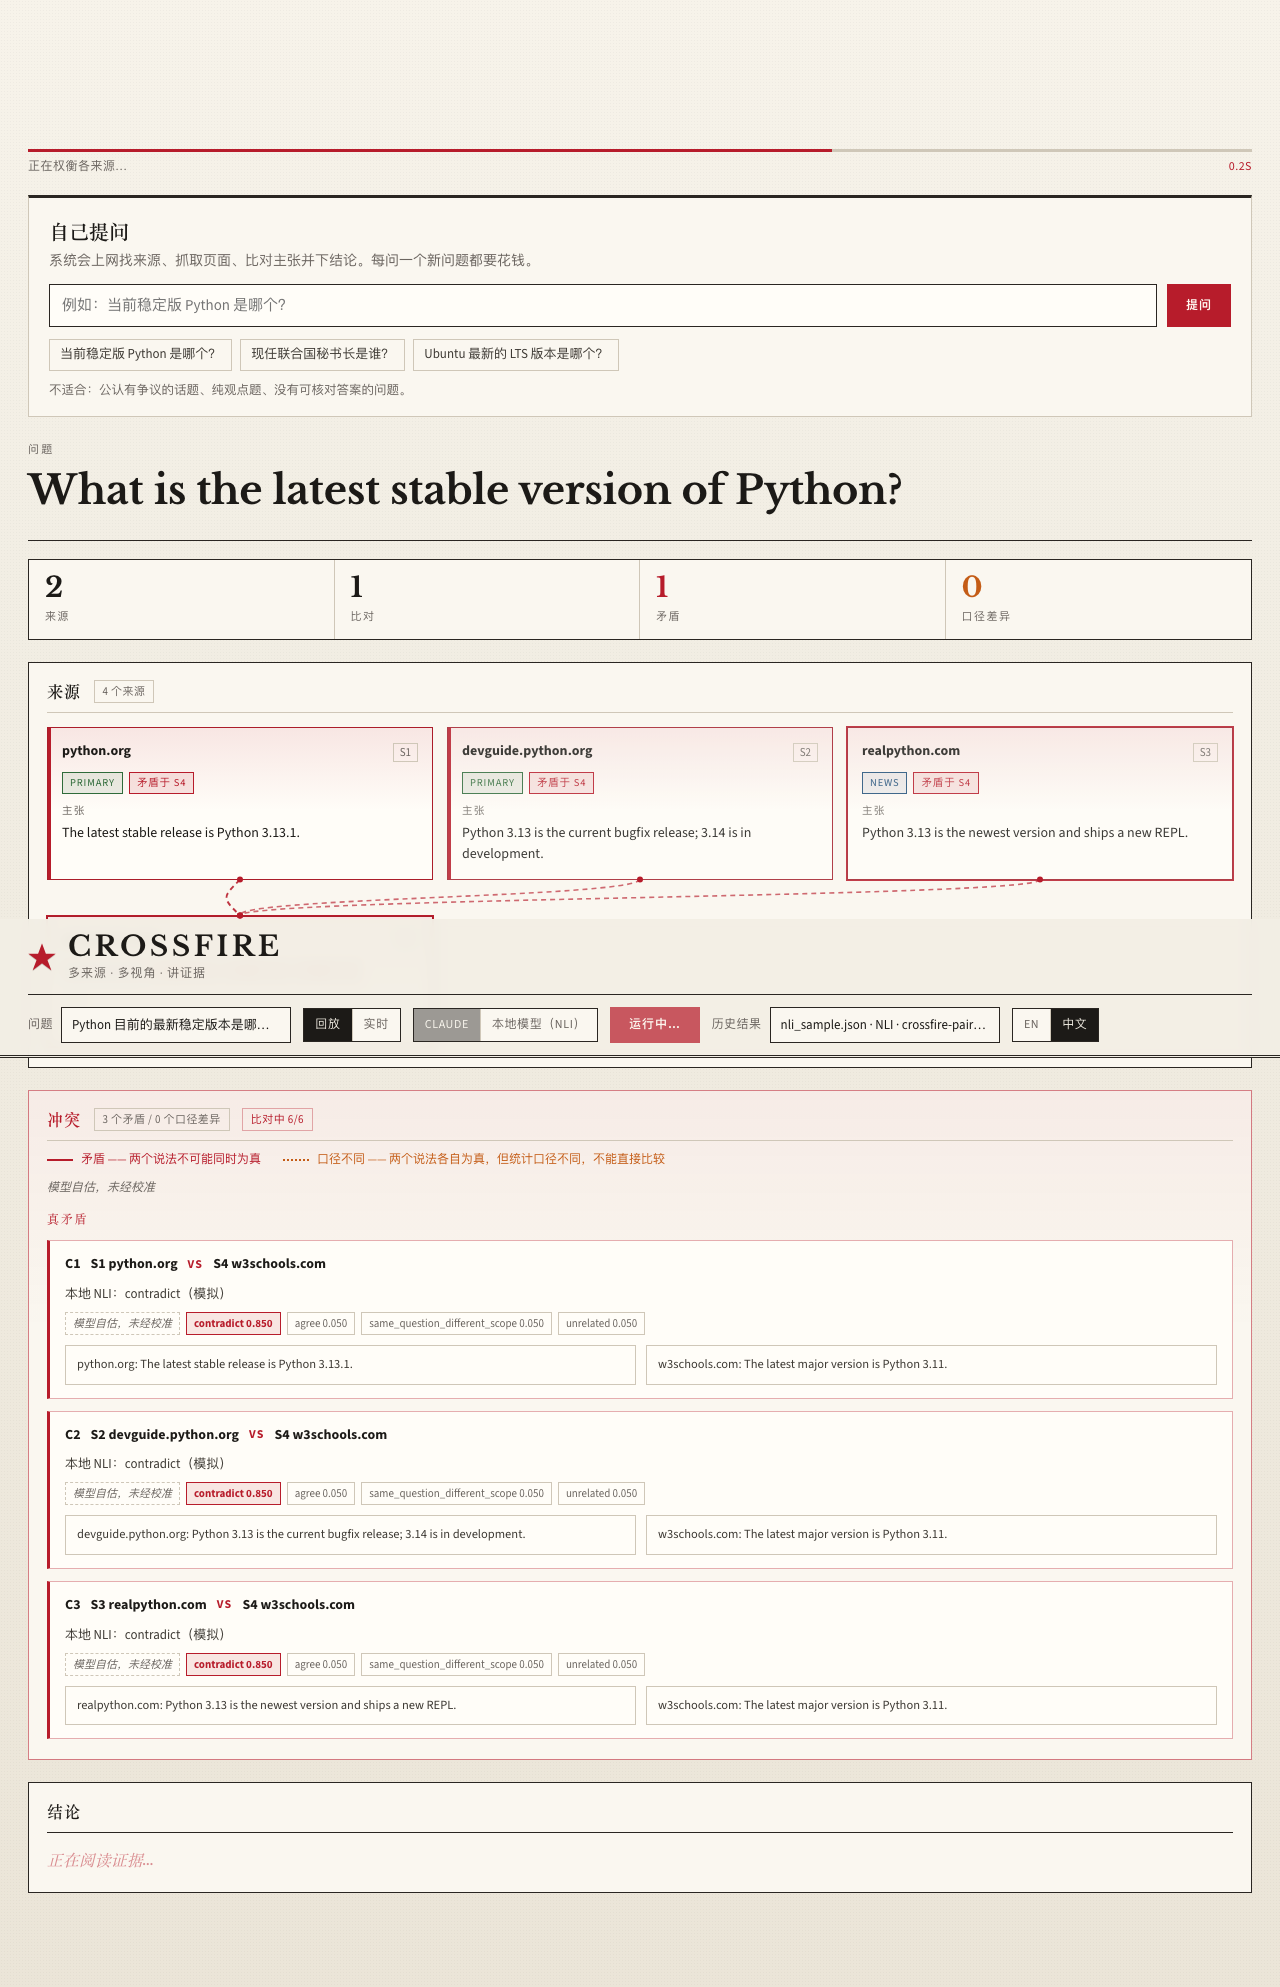 正在权衡各来源…
0.2S
自己提问
系统会上网找来源、抓取页面、比对主张并下结论。每问一个新问题都要花钱。
例如：当前稳定版 Python 是哪个？
提问
当前稳定版 Python 是哪个？
现任联合国秘书长是谁？
Ubuntu 最新的 LTS 版本是哪个？
不适合：公认有争议的话题、纯观点题、没有可核对答案的问题。
问题
What is the latest stable version of Python?
2
来源
1
比对
1
矛盾
0
口径差异
来源
4 个来源
python.org
S1
PRIMARY
矛盾于 S4
主张
The latest stable release is Python 3.13.1.
devguide.python.org
S2
PRIMARY
矛盾于 S4
主张
Python 3.13 is the current bugfix release; 3.14 is in
development.
realpython.com
S3
NEWS
矛盾于 S4
主张
Python 3.13 is the newest version and ships a new REPL.
CROSSFIRE
多来源 · 多视角 · 讲证据
问题
Python 目前的最新稳定版本是哪…
回放
实时
CLAUDE
本地模型（NLI）
运行中…
历史结果
nli_sample.json · NLI · crossfire-pair…
EN
中文
冲突
3 个矛盾 / 0 个口径差异
比对中 6/6
矛盾 —— 两个说法不可能同时为真
口径不同 —— 两个说法各自为真，但统计口径不同，不能直接比较
模型自估，未经校准
真矛盾
C1 S1 python.org VS S4 w3schools.com
本地 NLI：contradict（模拟）
模型自估，未经校准
contradict 0.850
agree 0.050
same_question_different_scope 0.050
unrelated 0.050
python.org: The latest stable release is Python 3.13.1.
w3schools.com: The latest major version is Python 3.11.
C2 S2 devguide.python.org VS S4 w3schools.com
本地 NLI：contradict（模拟）
模型自估，未经校准
contradict 0.850
agree 0.050
same_question_different_scope 0.050
unrelated 0.050
devguide.python.org: Python 3.13 is the current bugfix release; 3.14 is in development.
w3schools.com: The latest major version is Python 3.11.
C3 S3 realpython.com VS S4 w3schools.com
本地 NLI：contradict（模拟）
模型自估，未经校准
contradict 0.850
agree 0.050
same_question_different_scope 0.050
unrelated 0.050
realpython.com: Python 3.13 is the newest version and ships a new REPL.
w3schools.com: The latest major version is Python 3.11.
结论
正在阅读证据…